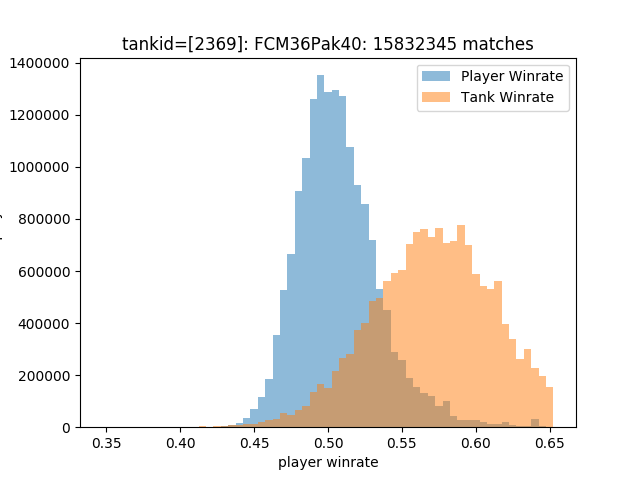 tankid=[2369]: FCM36Pak40: 15832345 matches
Player Winrate
Tank Winrate
1400000
1200000
1000000
800000
600000
400000
200000
0
0.35 0.40 0.45 0.50 0.55 0.60 0.65
player winrate